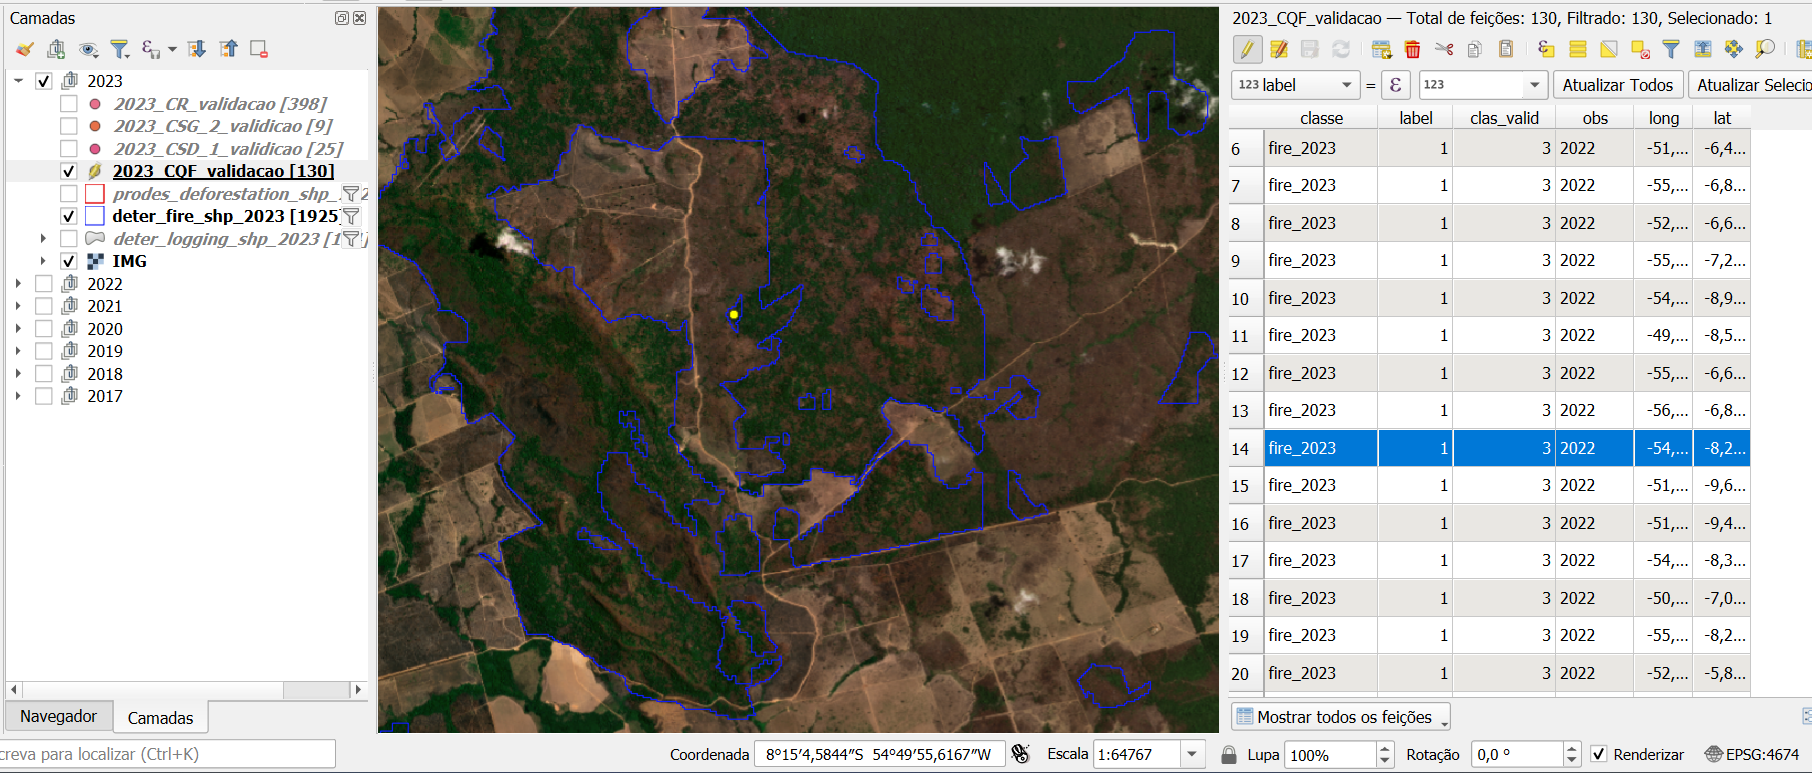 Camadas
2023
2023_CR_validacao [398]
2023_CSG_2_validicao [9]
2023_CSD_1_validicao [25]
2023_CQF_validacao [130]
prodes_deforestation_shp_
deter_fire_shp_2023 [1925]
deter_logging_shp_2023
IMG
2022
2021
2020
2019
2018
2017
Navegador
Camadas
creva para localizar (Ctrl+K)
2023_CQF_validacao — Total de feições: 130, Filtrado: 130, Selecionado: 1
123 label = ε 123 Atualizar Todos Atualizar Selecio
classe label clas_valid obs long lat
6 fire_2023 1 3 2022 -51,... -6,4...
7 fire_2023 1 3 2022 -55,... -6,8...
8 fire_2023 1 3 2022 -52,... -6,6...
9 fire_2023 1 3 2022 -55,... -7,2...
10 fire_2023 1 3 2022 -54,... -8,9...
11 fire_2023 1 3 2022 -49,... -8,5...
12 fire_2023 1 3 2022 -55,... -6,6...
13 fire_2023 1 3 2022 -56,... -6,8...
14 fire_2023 1 3 2022 -54,... -8,2...
15 fire_2023 1 3 2022 -51,... -9,6...
16 fire_2023 1 3 2022 -51,... -9,4...
17 fire_2023 1 3 2022 -54,... -8,3...
18 fire_2023 1 3 2022 -50,... -7,0...
19 fire_2023 1 3 2022 -55,... -8,2...
20 fire_2023 1 3 2022 -52,... -5,8...
Mostrar todos os feições
Coordenada 8°15′4,5844″S 54°49′55,6167″W Escala 1:64767 Lupa 100% Rotação 0,0 ° Renderizar EPSG:4674